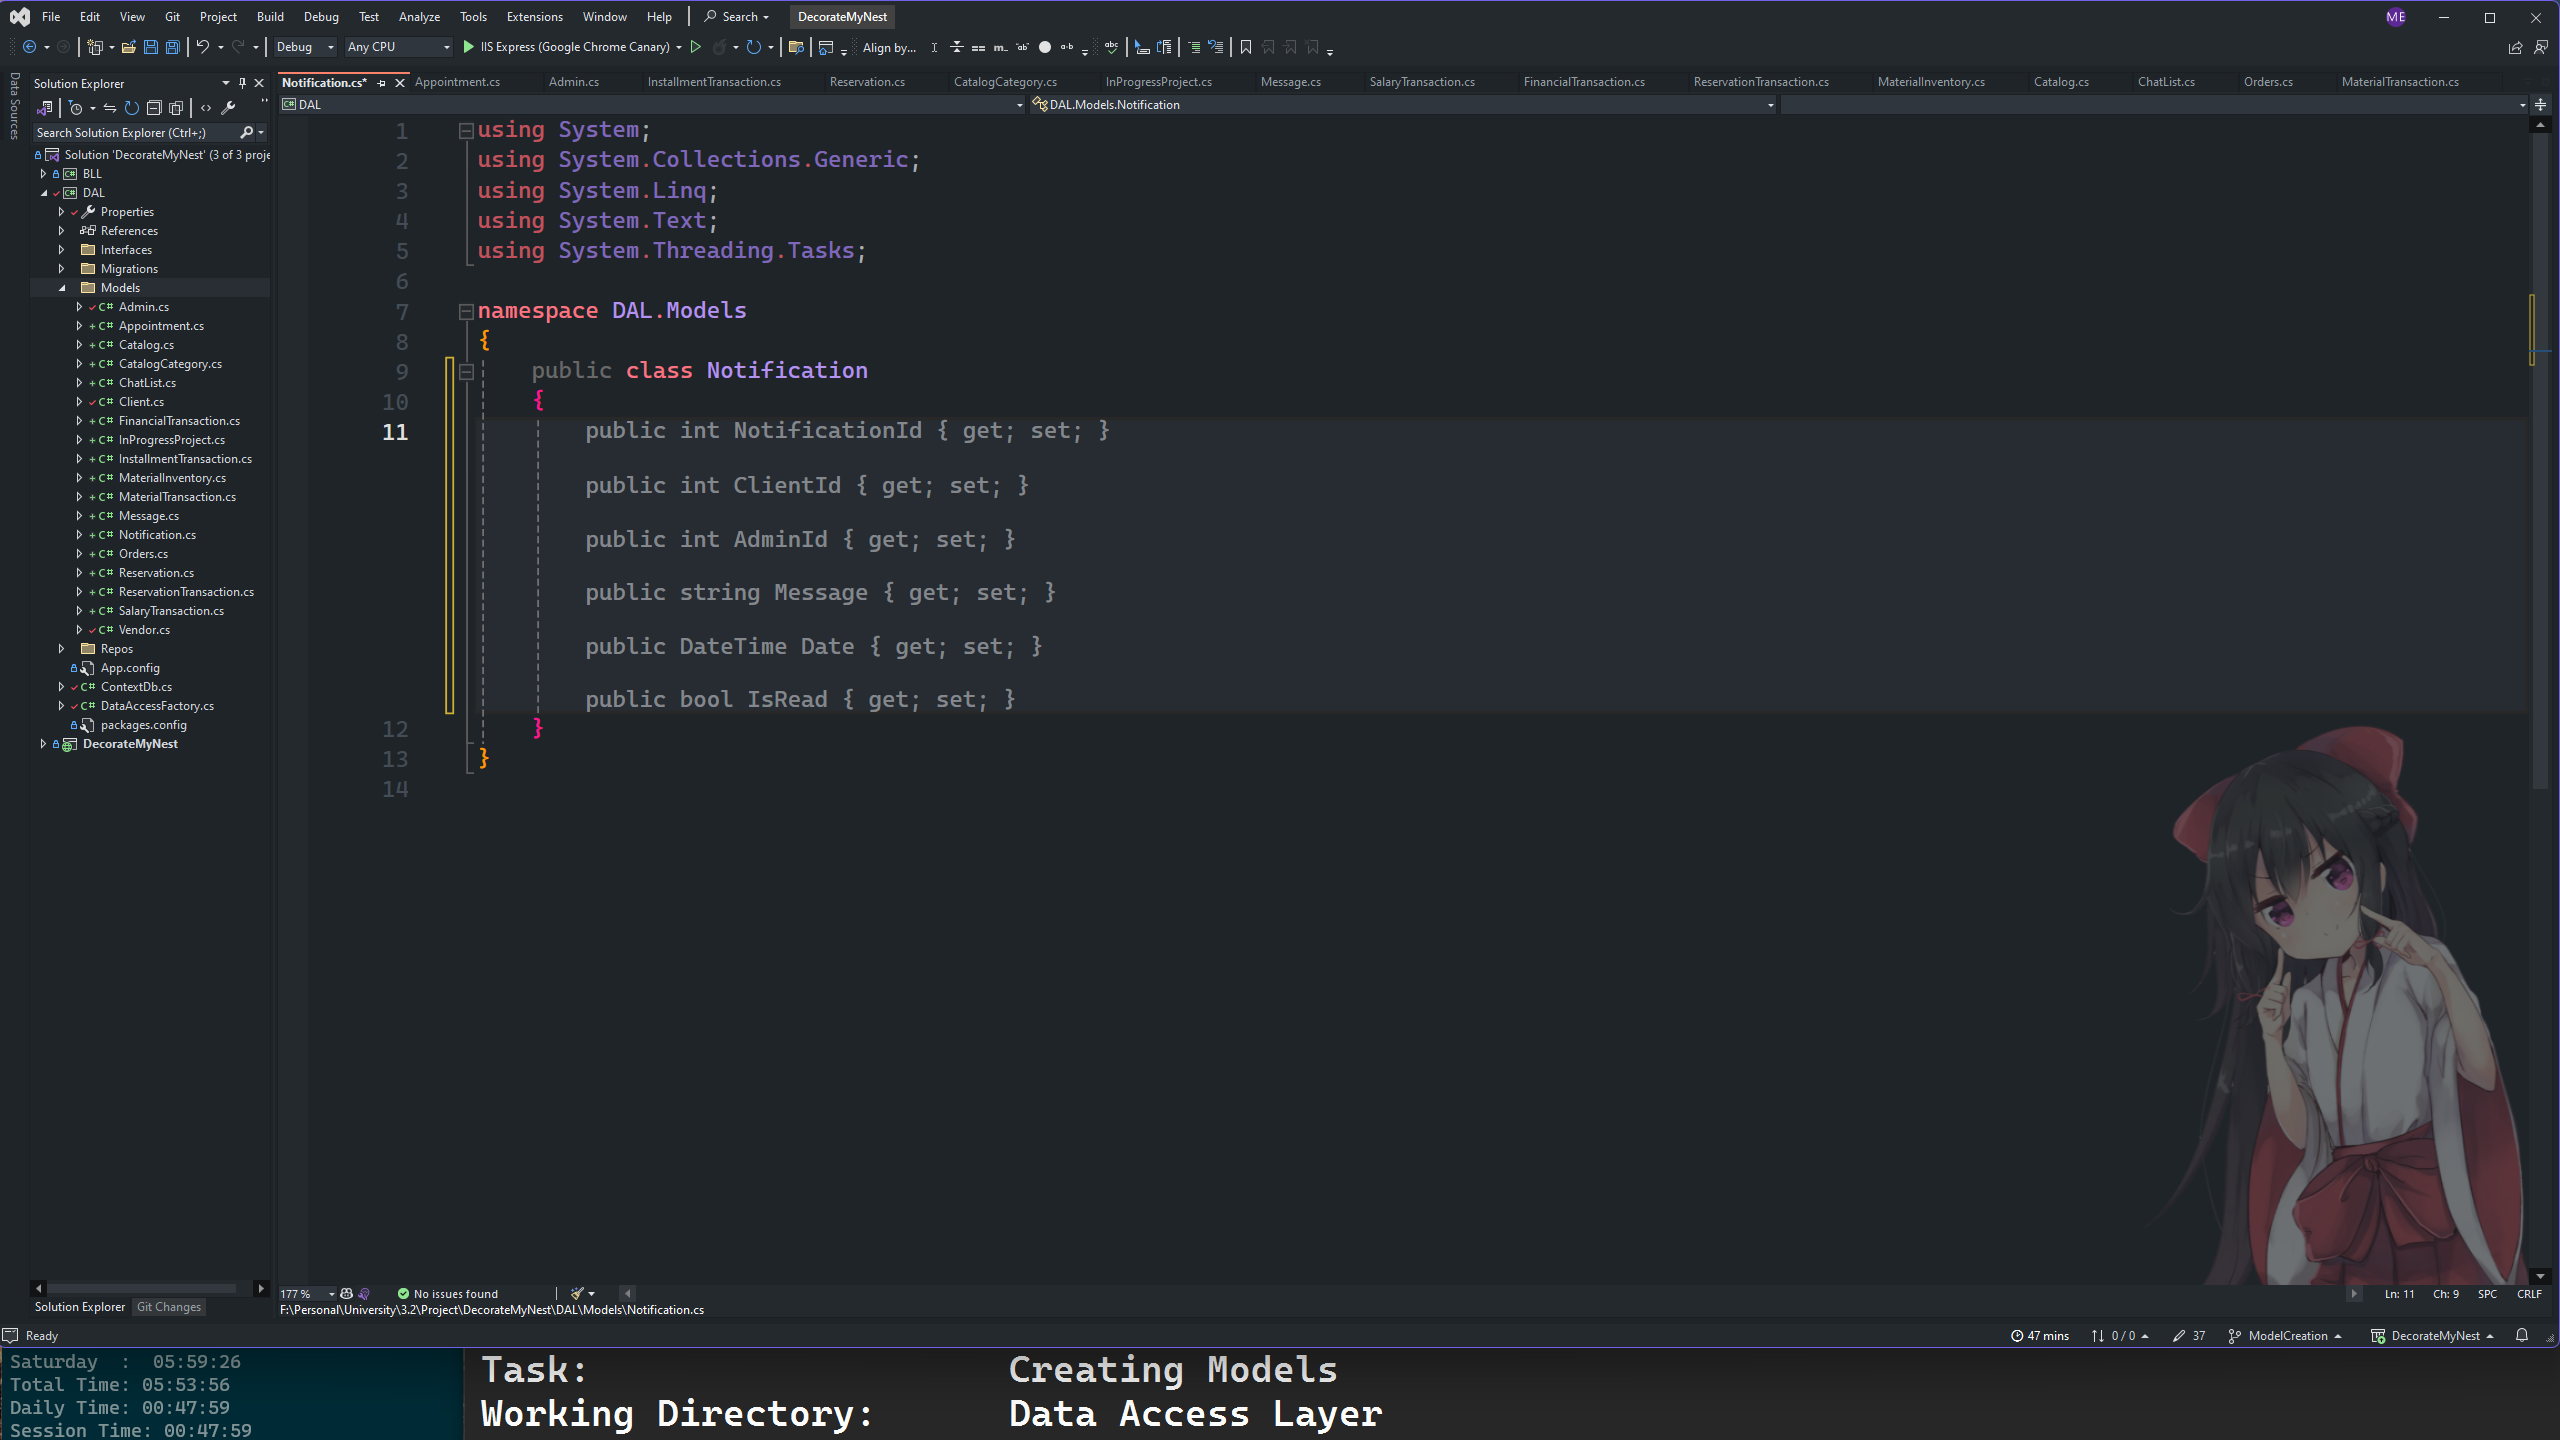 File Edit View Git Project Build Debug Test Analyze Tools Extensions Window Help Search DecorateMyNest ME
Debug Any CPU IIS Express (Google Chrome Canary) Align by...
Data Sources
Solution Explorer
Search Solution Explorer (Ctrl+;)
Solution 'DecorateMyNest' (3 of 3 proje
BLL
DAL
Properties
References
Interfaces
Migrations
Models
C# Admin.cs
C# Appointment.cs
C# Catalog.cs
C# CatalogCategory.cs
C# ChatList.cs
C# Client.cs
C# FinancialTransaction.cs
C# InProgressProject.cs
C# InstallmentTransaction.cs
C# MaterialInventory.cs
C# MaterialTransaction.cs
C# Message.cs
C# Notification.cs
C# Orders.cs
C# Reservation.cs
C# ReservationTransaction.cs
C# SalaryTransaction.cs
C# Vendor.cs
Repos
App.config
C# ContextDb.cs
C# DataAccessFactory.cs
packages.config
DecorateMyNest
Solution Explorer Git Changes
Notification.cs* Appointment.cs Admin.cs InstallmentTransaction.cs Reservation.cs CatalogCategory.cs InProgressProject.cs Message.cs SalaryTransaction.cs FinancialTransaction.cs ReservationTransaction.cs MaterialInventory.cs Catalog.cs ChatList.cs Orders.cs MaterialTransaction.cs
DAL DAL.Models.Notification
1 using System;
2 using System.Collections.Generic;
3 using System.Linq;
4 using System.Text;
5 using System.Threading.Tasks;
6
7 namespace DAL.Models
8 {
9 public class Notification
10 {
11 public int NotificationId { get; set; }
public int ClientId { get; set; }
public int AdminId { get; set; }
public string Message { get; set; }
public DateTime Date { get; set; }
public bool IsRead { get; set; }
12 }
13 }
14
177 % No issues found Ln: 11 Ch: 9 SPC CRLF
F:\Personal\University\3.2\Project\DecorateMyNest\DAL\Models\Notification.cs
Ready 47 mins 0 / 0 37 ModelCreation DecorateMyNest
Saturday : 05:59:26
Total Time: 05:53:56
Daily Time: 00:47:59
Session Time: 00:47:59
Task: Creating Models
Working Directory: Data Access Layer